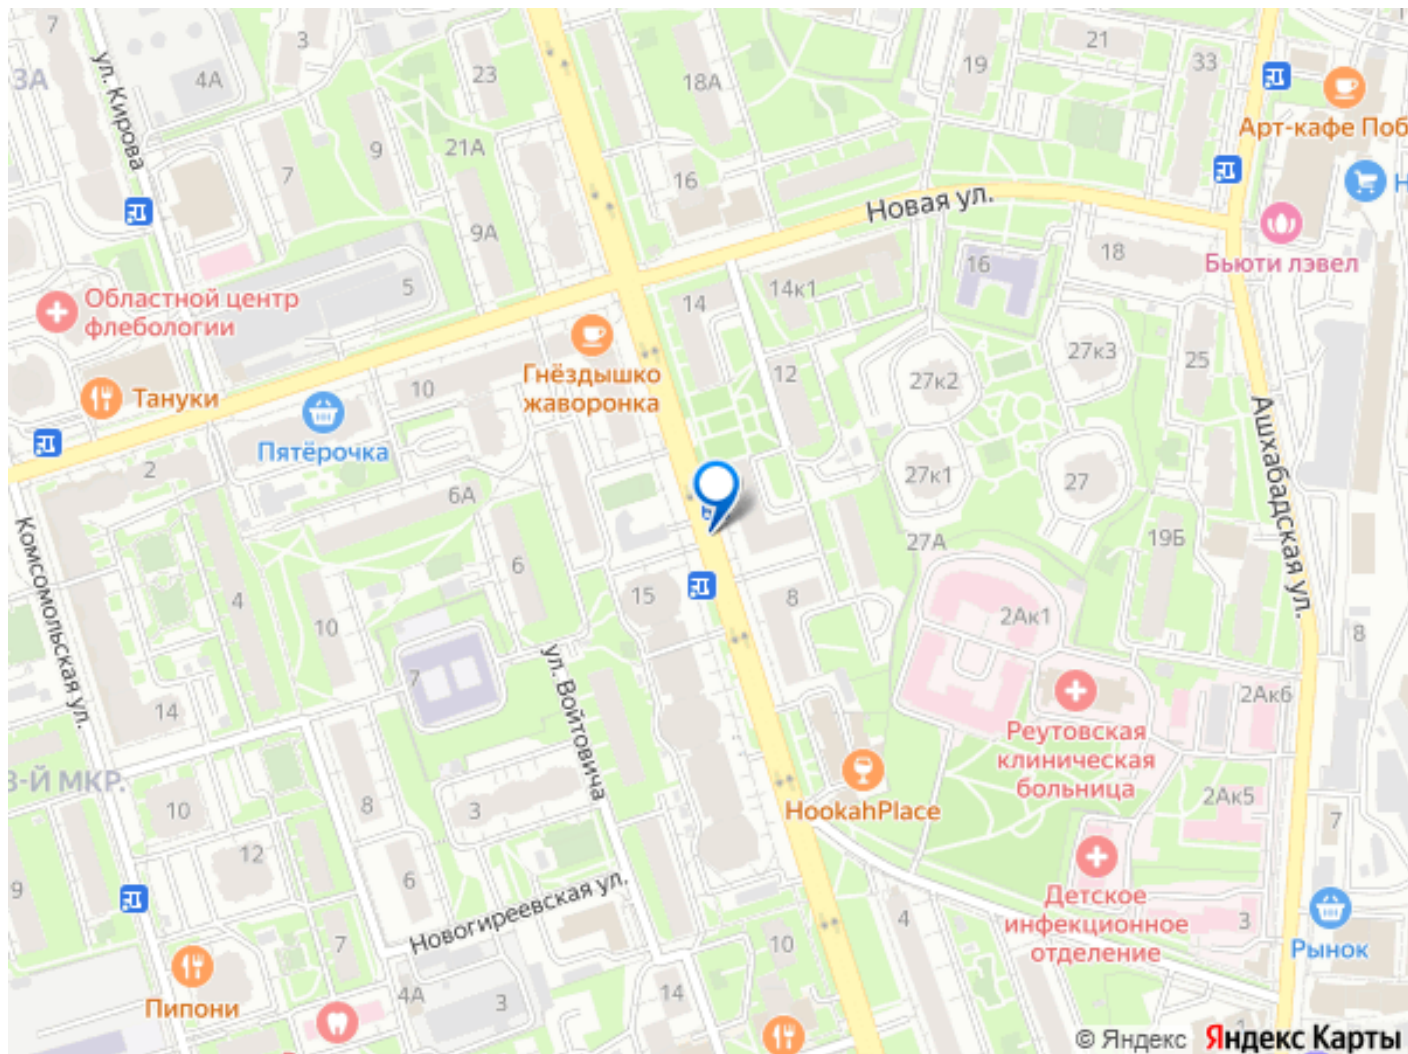 7
3
23
18А
19
21
33
3А
4А
ул. Кирова
Арт-кафе Поб
9
21А
7
16
Н
Новая ул.
9А
18
16
Бьюти лэвел
5
14
14к1
Областной центр
флебологии
27к3
25
Гнёздышко
жаворонка
10
12
27к2
Тануки
Пятёрочка
2
6А
27к1
27
Ашхабадская ул.
Комсомольская ул.
27А
19Б
6
4
15
8
10
2Ак1
8
7
ул. Войтовича
2Ак6
14
Реутовская
клиническая
больница
3-Й МКР.
HookahPlace
10
8
3
2Ак5
7
12
6
9
Новогиреевская ул.
Детское
инфекционное
отделение
4
3
Рынок
7
10
Пипони
4А
3
14
1
© Яндекс Яндекс Карты